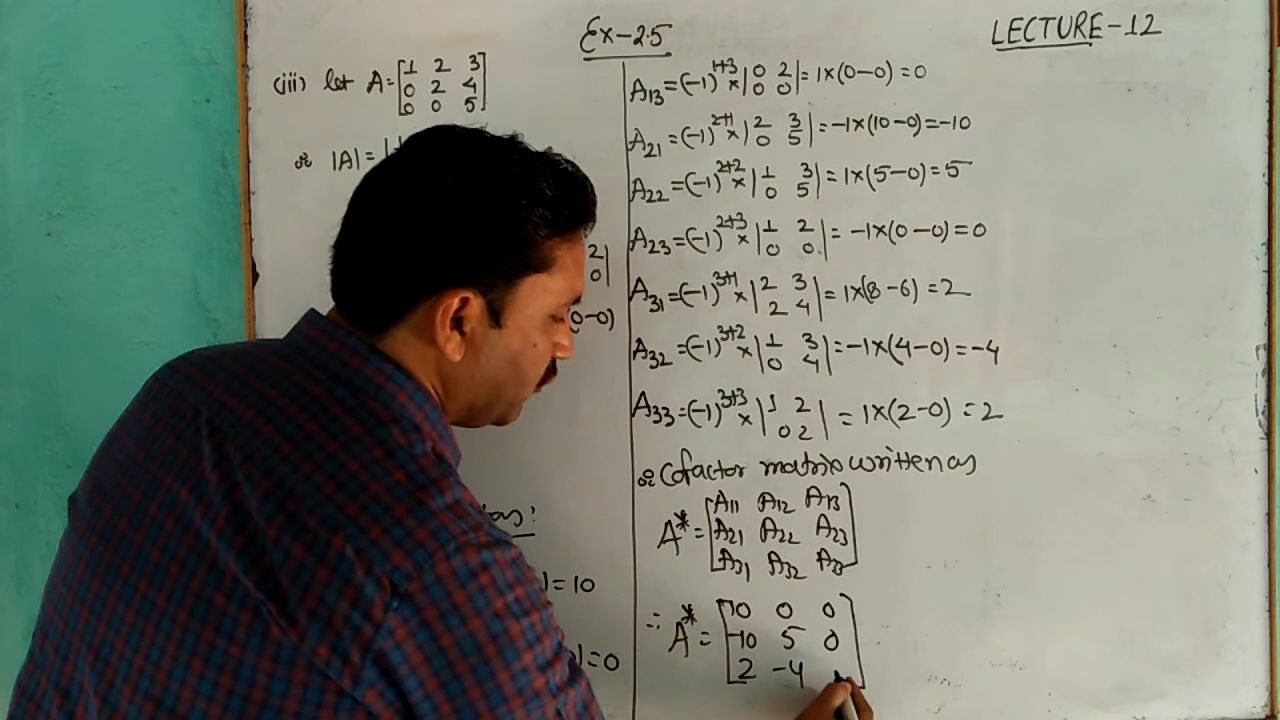 Ex-2.5
LECTURE-12
(iii) let A = [1 2 3
0 2 4
0 0 5]
∴ |A| = |
2
0|
0-0)
ion:
|=10
|=0
A13 = (-1)^1+3 × |0 2 = 1×(0-0) = 0
0 0|
A21 = (-1)^2+1 × |2 3 = -1×(10-0) = -10
0 5|
A22 = (-1)^2+2 × |1 3 = 1×(5-0) = 5
0 5|
A23 = (-1)^2+3 × |1 2 = -1×(0-0) = 0
0 0|
A31 = (-1)^3+1 × |2 3 = 1×(8-6) = 2
2 4|
A32 = (-1)^3+2 × |1 3 = -1×(4-0) = -4
0 4|
A33 = (-1)^3+3 × |1 2 = 1×(2-0) = 2
0 2|
∴ Cofactor matrix written as
A* = [A11 A12 A13
A21 A22 A23
A31 A32 A33]
∴ A* = [10 0 0
-10 5 0
2 -4